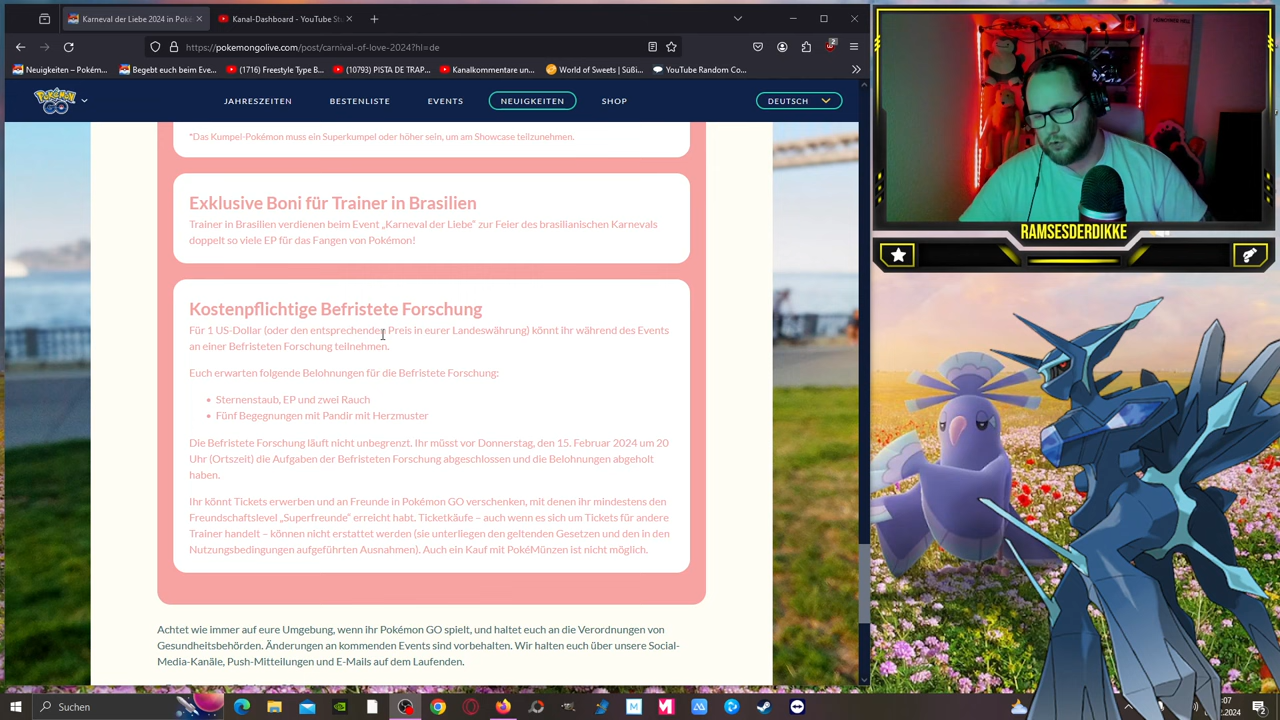 Karneval der Liebe 2024 in Poké
Kanal-Dashboard - YouTube St
https://pokemongolive.com/post/carnival-of-love-2024?hl=de
2
Neuigkeiten – Pokém...
Begebt euch beim Eve...
(1716) Freestyle Type B...
(10793) PISTA DE TRAP...
Kanalkommentare un...
World of Sweets | Süßi...
YouTube Random Co...
POKÉMON GO
JAHRESZEITEN
BESTENLISTE
EVENTS
NEUIGKEITEN
SHOP
DEUTSCH
*Das Kumpel-Pokémon muss ein Superkumpel oder höher sein, um am Showcase teilzunehmen.
Exklusive Boni für Trainer in Brasilien
Trainer in Brasilien verdienen beim Event „Karneval der Liebe“ zur Feier des brasilianischen Karnevals
doppelt so viele EP für das Fangen von Pokémon!
Kostenpflichtige Befristete Forschung
Für 1 US-Dollar (oder den entsprechenden Preis in eurer Landeswährung) könnt ihr während des Events
an einer Befristeten Forschung teilnehmen.
Euch erwarten folgende Belohnungen für die Befristete Forschung:
• Sternenstaub, EP und zwei Rauch
• Fünf Begegnungen mit Pandir mit Herzmuster
Die Befristete Forschung läuft nicht unbegrenzt. Ihr müsst vor Donnerstag, den 15. Februar 2024 um 20
Uhr (Ortszeit) die Aufgaben der Befristeten Forschung abgeschlossen und die Belohnungen abgeholt
haben.
Ihr könnt Tickets erwerben und an Freunde in Pokémon GO verschenken, mit denen ihr mindestens den
Freundschaftslevel „Superfreunde“ erreicht habt. Ticketkäufe – auch wenn es sich um Tickets für andere
Trainer handelt – können nicht erstattet werden (sie unterliegen den geltenden Gesetzen und den in den
Nutzungsbedingungen aufgeführten Ausnahmen). Auch ein Kauf mit PokéMünzen ist nicht möglich.
Achtet wie immer auf eure Umgebung, wenn ihr Pokémon GO spielt, und haltet euch an die Verordnungen von
Gesundheitsbehörden. Änderungen an kommenden Events sind vorbehalten. Wir halten euch über unsere Social-
Media-Kanäle, Push-Mitteilungen und E-Mails auf dem Laufenden.
RAMSESDERDIKKE
Suchen
2